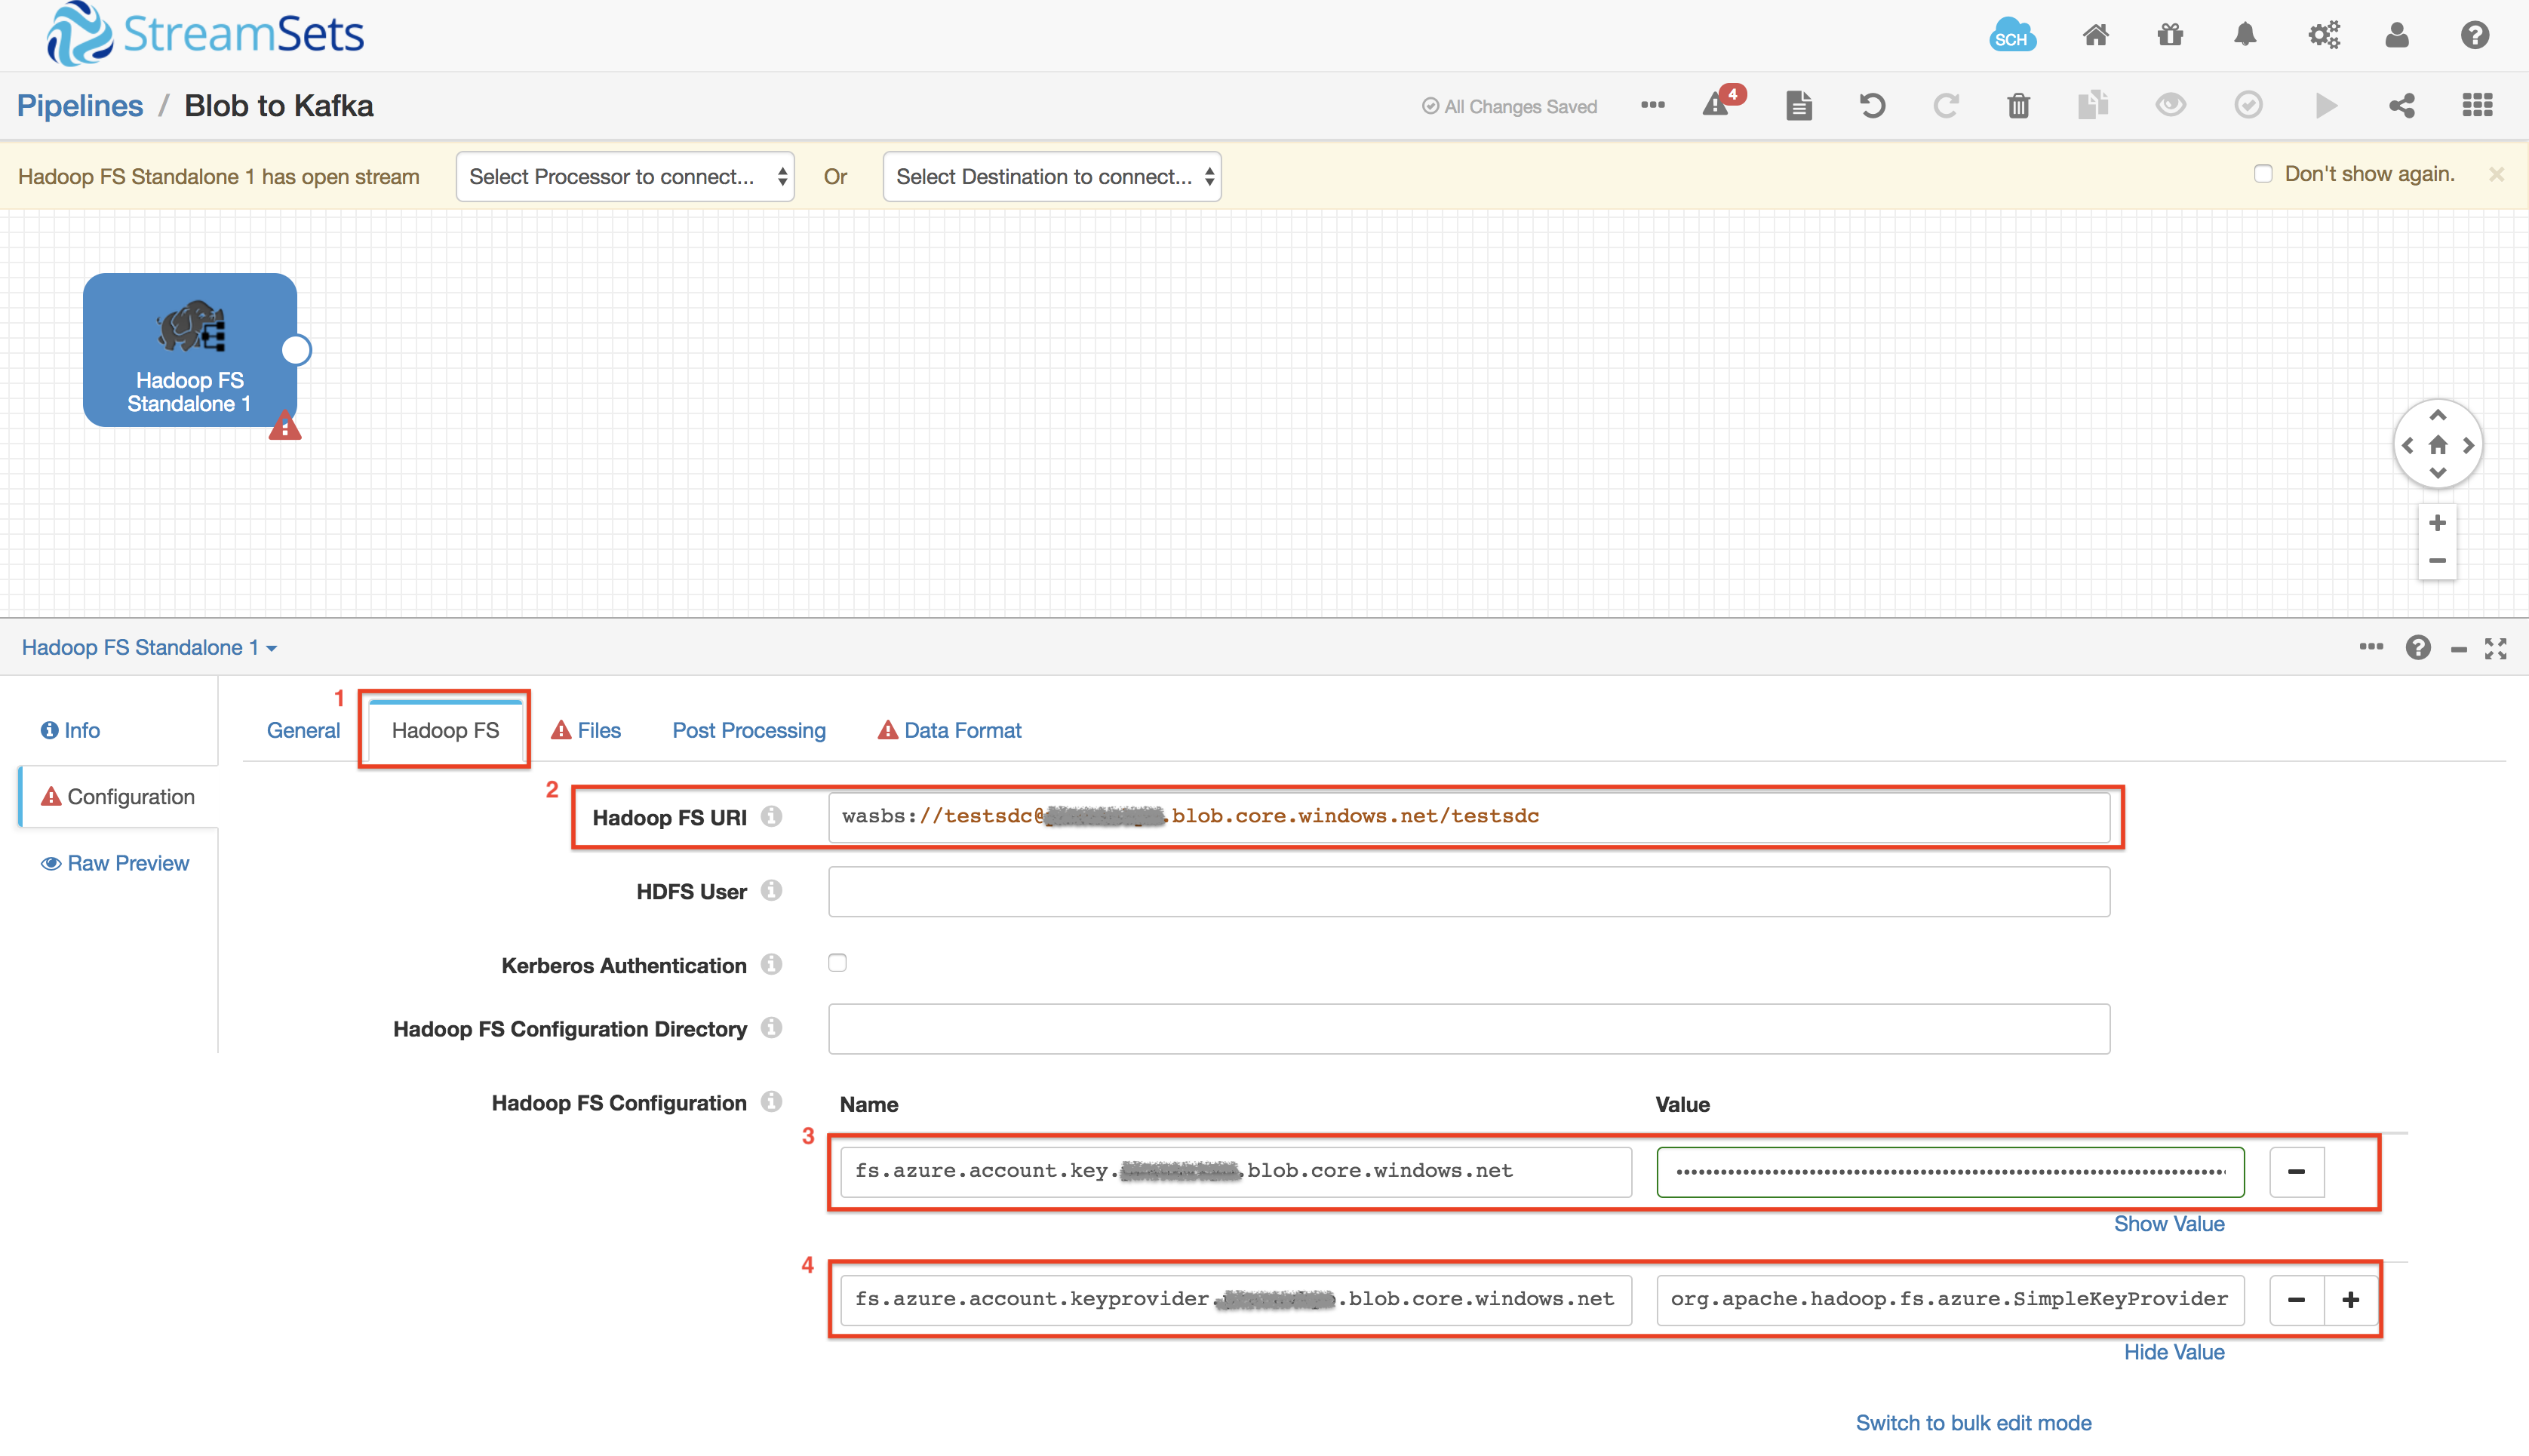 StreamSets
SCH
Pipelines / Blob to Kafka
All Changes Saved
4
Hadoop FS Standalone 1 has open stream
Select Processor to connect...
Or
Select Destination to connect...
Don't show again.
Hadoop FS
Standalone 1
Hadoop FS Standalone 1
1
Info
General
Hadoop FS
Files
Post Processing
Data Format
Configuration
Raw Preview
2
Hadoop FS URI
wasbs://testsdc@ .blob.core.windows.net/testsdc
HDFS User
Kerberos Authentication
Hadoop FS Configuration Directory
Hadoop FS Configuration
Name
Value
3
fs.azure.account.key. .blob.core.windows.net
Show Value
4
fs.azure.account.keyprovider. .blob.core.windows.net
org.apache.hadoop.fs.azure.SimpleKeyProvider
Hide Value
Switch to bulk edit mode